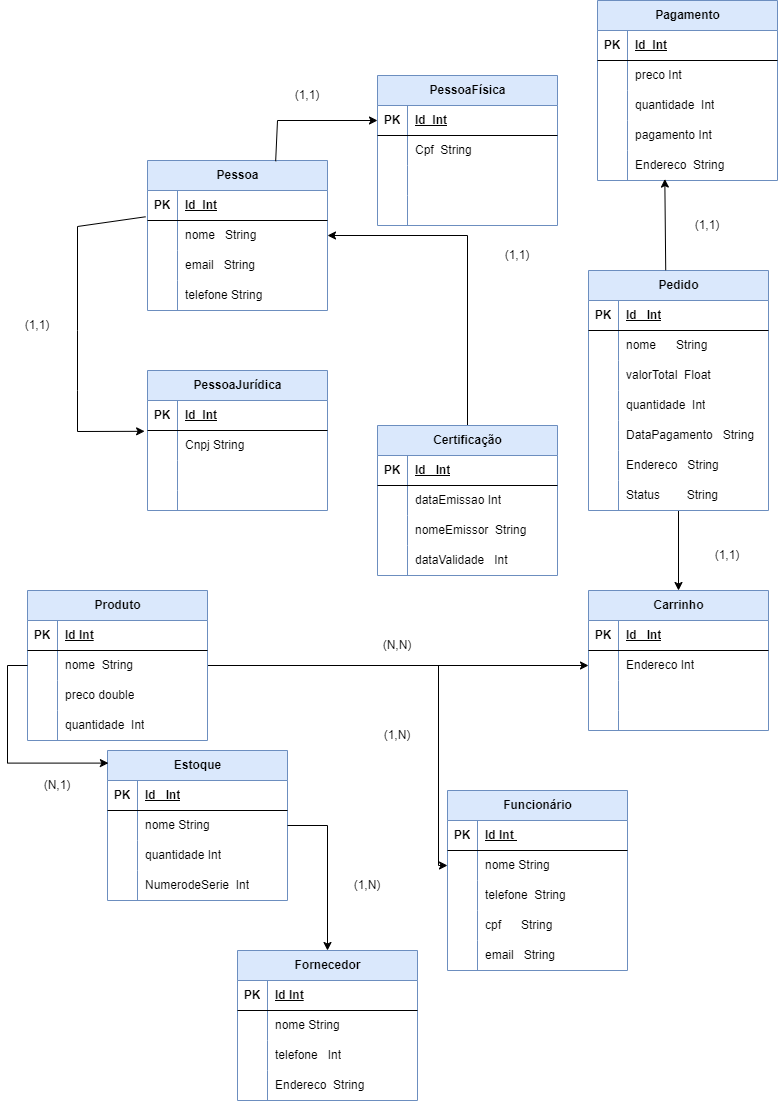 Pagamento
PK Id Int
preco Int
quantidade Int
pagamento Int
Endereco String
PessoaFísica
PK Id Int
Cpf String
(1,1)
Pessoa
PK Id Int
nome String
email String
telefone String
(1,1)
(1,1)
(1,1)
Pedido
PK Id Int
nome String
valorTotal Float
quantidade Int
DataPagamento String
Endereco String
Status String
(1,1)
PessoaJurídica
PK Id Int
Cnpj String
Certificação
PK Id Int
dataEmissao Int
nomeEmissor String
dataValidade Int
Produto
PK Id Int
nome String
preco double
quantidade Int
(N,N)
Carrinho
PK Id Int
Endereco Int
(1,N)
(N,1)
Estoque
PK Id Int
nome String
quantidade Int
NumerodeSerie Int
(1,N)
Funcionário
PK Id Int
nome String
telefone String
cpf String
email String
Fornecedor
PK Id Int
nome String
telefone Int
Endereco String